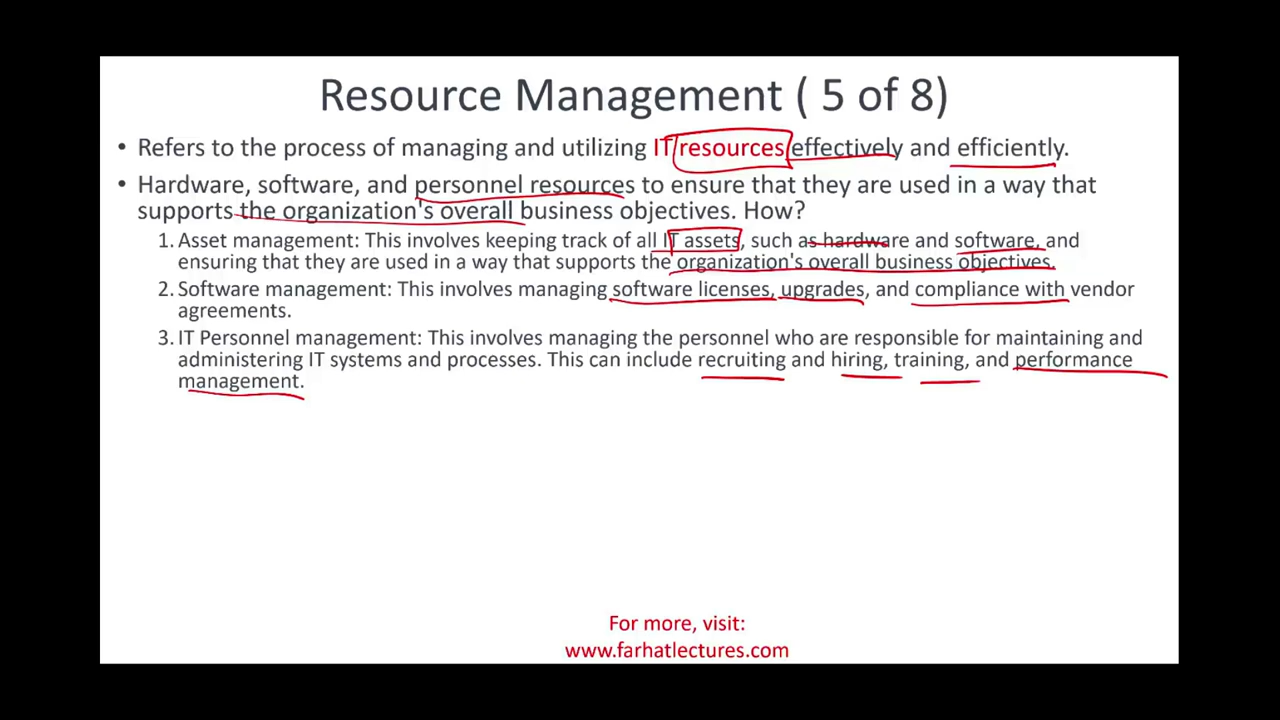 Resource Management ( 5 of 8)
• Refers to the process of managing and utilizing IT resources effectively and efficiently.
• Hardware, software, and personnel resources to ensure that they are used in a way that
supports the organization's overall business objectives. How?
1. Asset management: This involves keeping track of all IT assets, such as hardware and software, and
ensuring that they are used in a way that supports the organization's overall business objectives.
2. Software management: This involves managing software licenses, upgrades, and compliance with vendor
agreements.
3. IT Personnel management: This involves managing the personnel who are responsible for maintaining and
administering IT systems and processes. This can include recruiting and hiring, training, and performance
management.
For more, visit:
www.farhatlectures.com